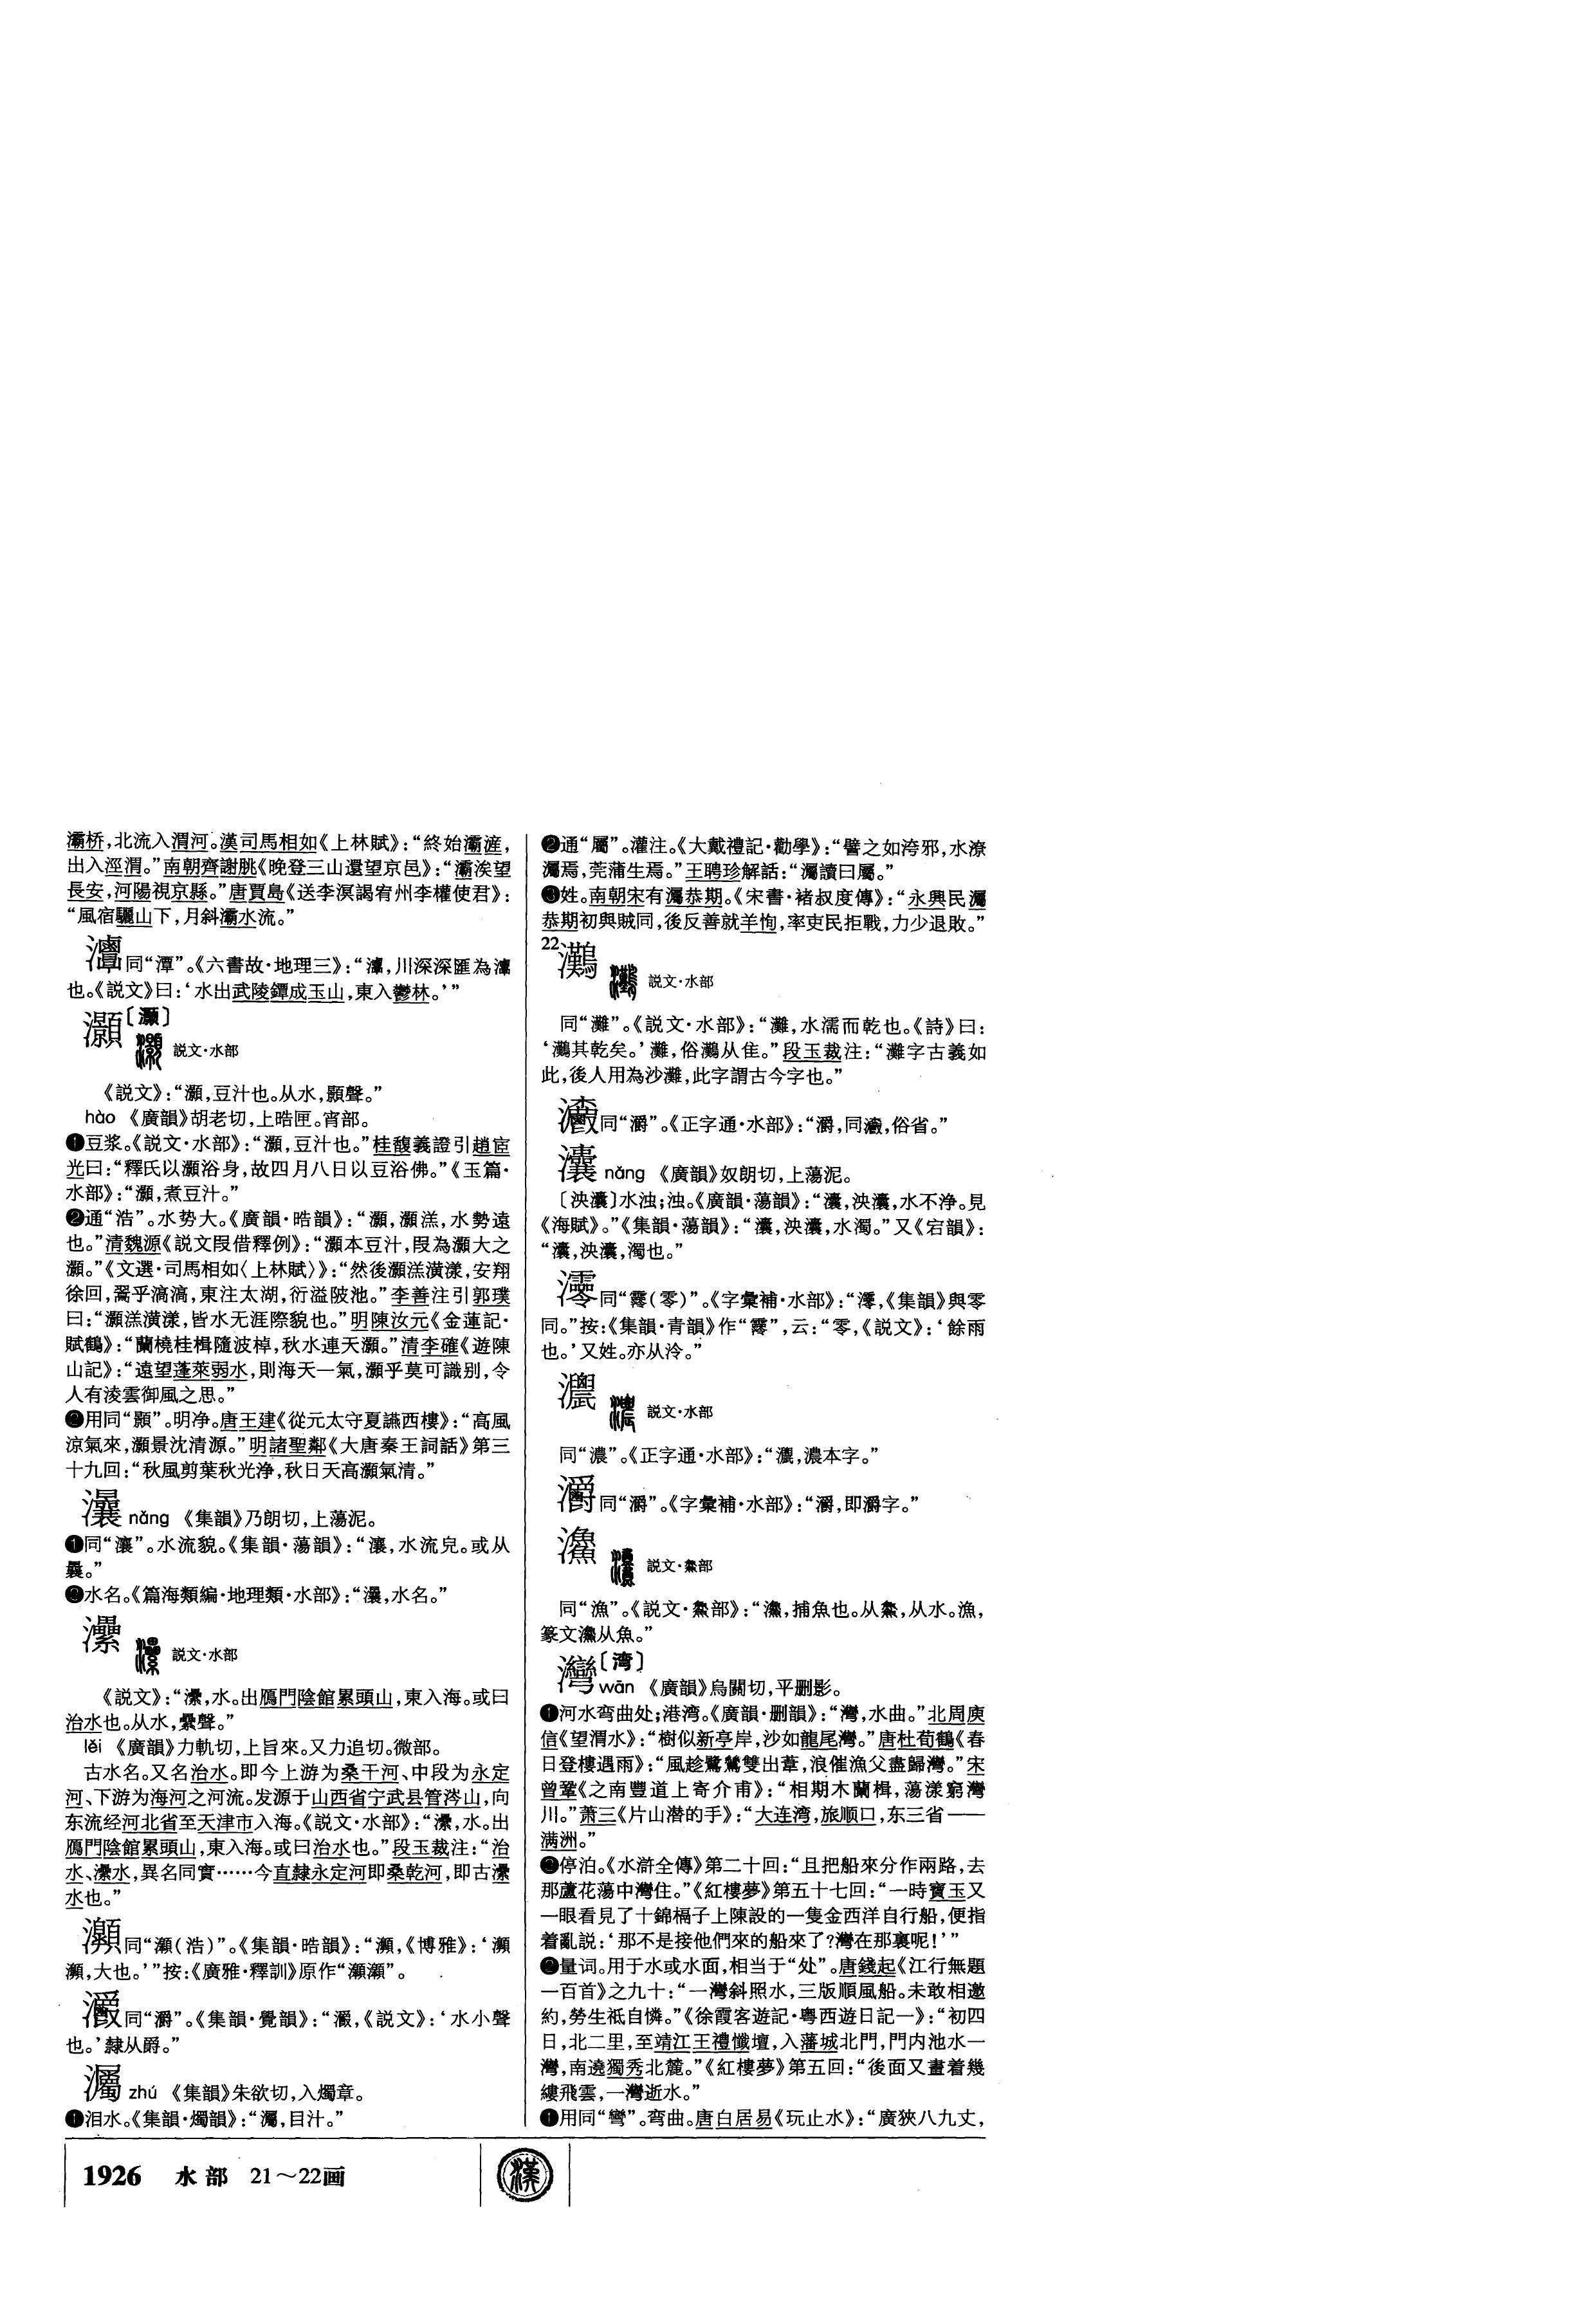 灞桥,北流入渭河。漢司馬相如《上林賦》:“終始灞滻,
出入涇渭。”南朝齊謝朓《晚登三山還望京邑》:“灞涘望
長安,河陽視京縣。”唐賈島《送李溟謁宥州李權使君》:
“風宿驪山下,月斜灞水流。”
同“潭”。《六書故·地理三》:“,川深深匯為
也。《説文》曰:‘水出武陵鐔成玉山,東入鬱林。’”
灝〔灏〕 説文·水部
《説文》:“灝,豆汁也。从水,顥聲。”
hào 《廣韻》胡老切,上晧匣。宵部。
❶豆浆。《説文·水部》:“灝,豆汁也。”桂馥義證引趙宧
光曰:“釋氏以灝浴身,故四月八日以豆浴佛。”《玉篇·
水部》:“灝,煮豆汁。”
❷通“浩”。水势大。《廣韻·晧韻》:“灝,灝溔,水勢遠
也。”清魏源《説文叚借釋例》:“灝本豆汁,叚為灝大之
灝。”《文選·司馬相如〈上林賦〉》:“然後灝溔潢漾,安翔
徐回,翯乎滈滈,東注太湖,衍溢陂池。”李善注引郭璞
曰:“灝溔潢漾,皆水无涯際貌也。”明陳汝元《金蓮記·
賦鶴》:“蘭橈桂楫隨波棹,秋水連天灝。”清李確《遊陳
山記》:“遠望蓬萊弱水,則海天一氣,灝乎莫可識别,令
人有淩雲御風之思。”
❸用同“顥”。明净。唐王建《從元太守夏讌西樓》:“高風
涼氣來,灝景沈清源。”明諸聖鄰《大唐秦王詞話》第三
十九回:“秋風剪葉秋光浄,秋日天高灝氣清。”
nǎng 《集韻》乃朗切,上蕩泥。
❶同“瀼”。水流貌。《集韻·蕩韻》:“瀼,水流皃。或从
曩。”
❷水名。《篇海類編·地理類·水部》:“,水名。”
灅 説文·水部
《説文》:“,水。出鴈門陰館累頭山,東入海。或曰
治水也。从水,纍聲。”
lěi 《廣韻》力軌切,上旨來。又力追切。微部。
古水名。又名治水。即今上游为桑干河、中段为永定
河、下游为海河之河流。发源于山西省宁武县管涔山,向
东流经河北省至天津市入海。《説文·水部》:“,水。出
鴈門陰館累頭山,東入海。或曰治水也。”段玉裁注:“治
水、水,異名同實……今直隸永定河即桑乾河,即古
水也。”
同“灝(浩)”。《集韻·晧韻》:“灝,《博雅》:‘灝
灝,大也。’”按:《廣雅·釋訓》原作“灝灝”。
同“灂”。《集韻·覺韻》:“,《説文》:‘水小聲
也。’隸从爵。”
灟 zhú 《集韻》朱欲切,入燭章。
❶泪水。《集韻·燭韻》:“灟,目汁。”
❷通“屬”。灌注。《大戴禮記·勸學》:“譬之如洿邪,水潦
灟焉,莞蒲生焉。”王聘珍解詁:“灟讀曰屬。”
❸姓。南朝宋有灟恭期。《宋書·褚叔度傳》:“永興民灟
恭期初與賊同,後反善就羊恂,率吏民拒戰,力少退敗。”
22
灘 説文·水部
同“灘”。《説文·水部》:“,水濡而乾也。《詩》曰:
‘其乾矣。’灘,俗从隹。”段玉裁注:“灘字古義如
此,後人用為沙灘,此字謂古今字也。”
同“灂”。《正字通·水部》:“灂,同,俗省。”
灢 nǎng 《廣韻》奴朗切,上蕩泥。
〔泱灢〕水浊;浊。《廣韻·蕩韻》:“灢,泱灢,水不净。見
《海賦》。”《集韻·蕩韻》:“灢,泱灢,水濁。”又《宕韻》:
“灢,泱灢,濁也。”
同“霗(零)”。《字彙補·水部》:“,《集韻》與零
同。”按:《集韻·青韻》作“霗”,云:“零,《説文》:‘餘雨
也。’又姓。亦从泠。”
説文·水部
同“濃”。《正字通·水部》:“,濃本字。”
同“灂”。《字彙補·水部》:“,即灂字。”
説文·部
同“漁”。《説文·部》:“,捕魚也。从,从水。漁,
篆文从魚。”
灣〔湾〕
wān 《廣韻》烏關切,平删影。
❶河水弯曲处;港湾。《廣韻·删韻》:“灣,水曲。”北周庾
信《望渭水》:“樹似新亭岸,沙如龍尾灣。”唐杜荀鶴《春
日登樓遇雨》:“風趁鷺鷥雙出葦,浪催漁父盡歸灣。”宋
曾鞏《之南豐道上寄介甫》:“相期木蘭楫,蕩漾窮灣
川。”萧三《片山潜的手》:“大连湾,旅顺口,东三省——
满洲。”
❷停泊。《水滸全傳》第二十回:“且把船來分作兩路,去
那蘆花蕩中灣住。”《紅樓夢》第五十七回:“一時寶玉又
一眼看見了十錦槅子上陳設的一隻金西洋自行船,便指
着亂説:‘那不是接他們來的船來了?灣在那裏呢!’”
❸量词。用于水或水面,相当于“处”。唐錢起《江行無題
一百首》之九十:“一灣斜照水,三版順風船。未敢相邀
約,勞生祇自憐。”《徐霞客遊記·粤西遊日記一》:“初四
日,北二里,至靖江王禮懺壇,入藩城北門,門内池水一
灣,南遶獨秀北麓。”《紅樓夢》第五回:“後面又畫着幾
縷飛雲,一灣逝水。”
❹用同“彎”。弯曲。唐白居易《玩止水》:“廣狹八九丈,
1926 水部 21～22画
漢